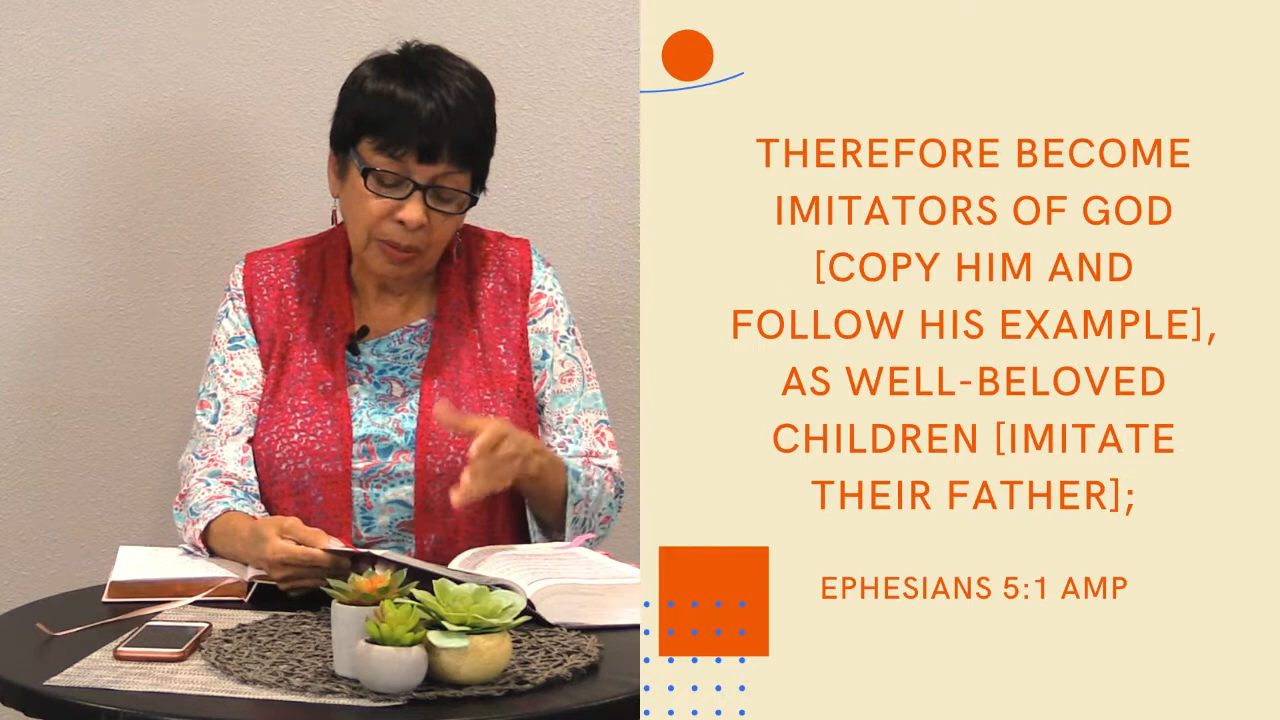 THEREFORE BECOME
IMITATORS OF GOD
[COPY HIM AND
FOLLOW HIS EXAMPLE],
AS WELL-BELOVED
CHILDREN [IMITATE
THEIR FATHER];
EPHESIANS 5:1 AMP